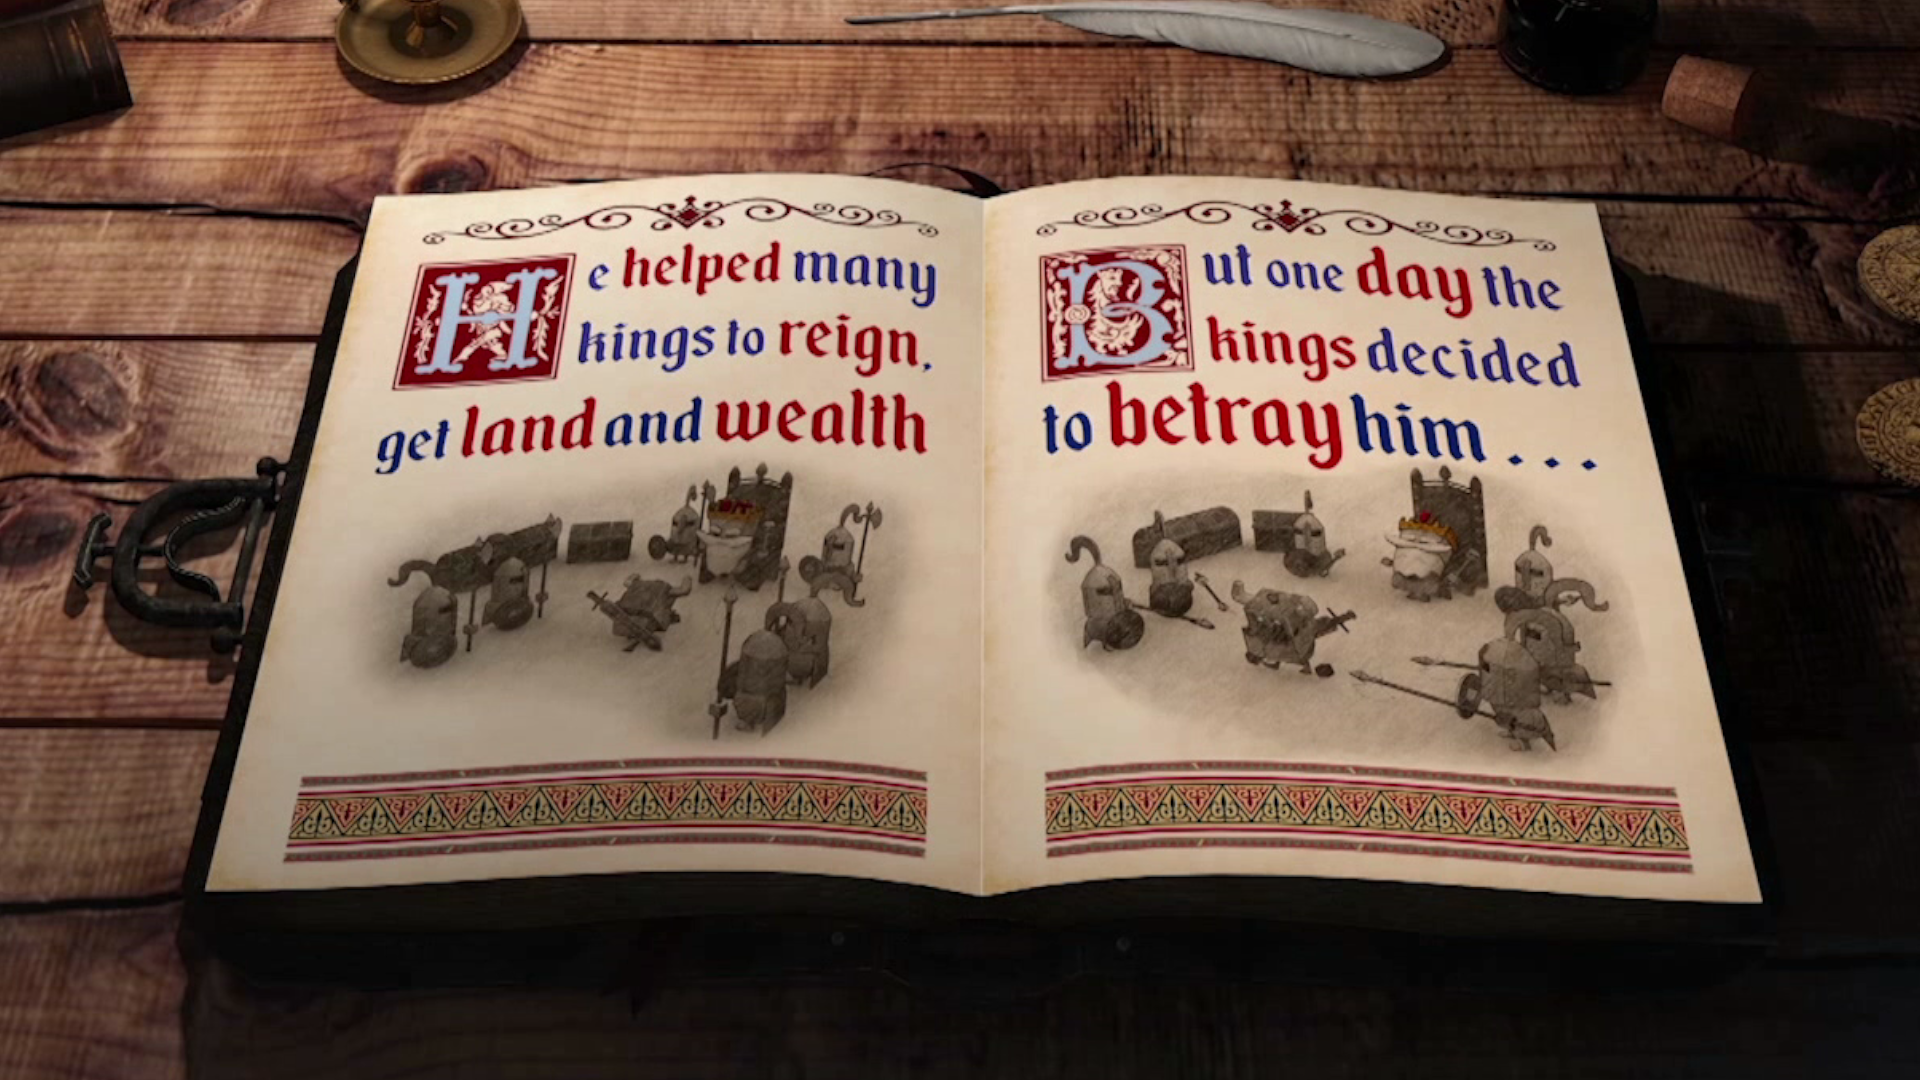 He helped many
kings to reign,
get land and wealth
But one day the
kings decided
to betray him . . .